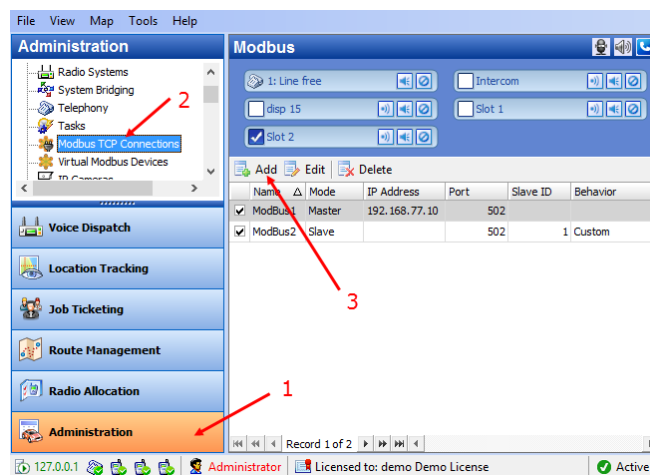 File View Map Tools Help
Administration
Modbus
Radio Systems
System Bridging
Telephony
Tasks
Modbus TCP Connections
Virtual Modbus Devices
IP Cameras
2
1: Line free
Intercom
disp 15
Slot 1
Slot 2
Add Edit Delete
Name Mode IP Address Port Slave ID Behavior
ModBus1 Master 192.168.77.10 502
ModBus2 Slave 502 1 Custom
3
Voice Dispatch
Location Tracking
Job Ticketing
Route Management
Radio Allocation
Administration
1
Record 1 of 2
127.0.0.1 Administrator Licensed to: demo Demo License Active